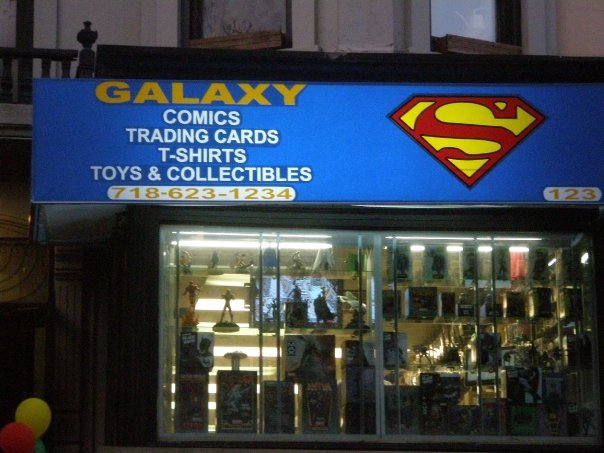 GALAXY
COMICS
TRADING CARDS
T-SHIRTS
TOYS & COLLECTIBLES
718-623-1234
S
123